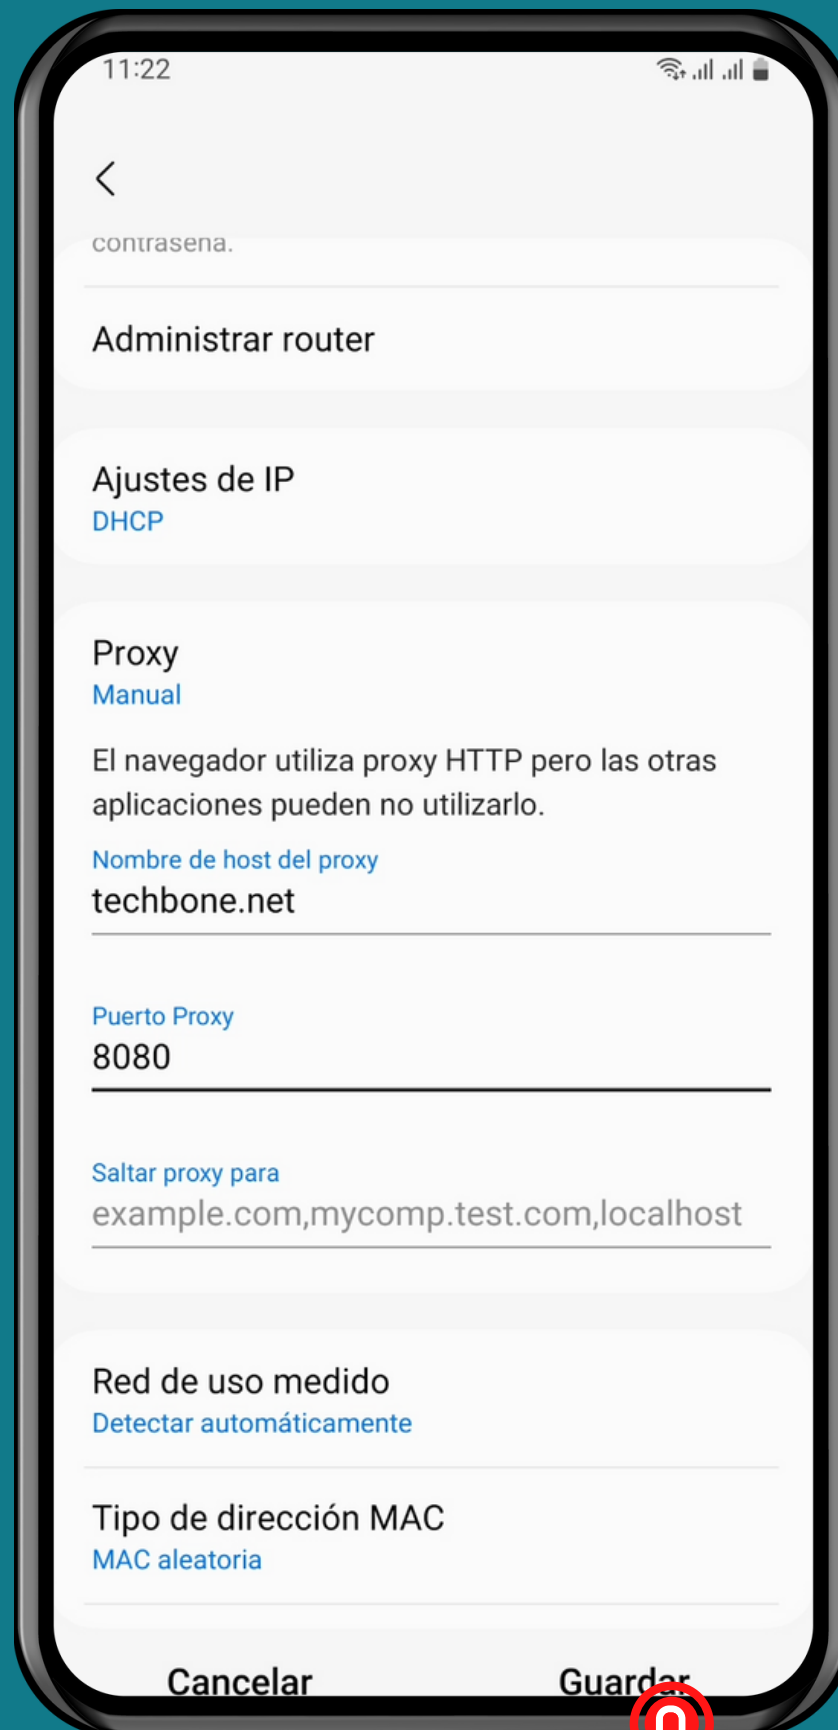 11:22
contraseña.
Administrar router
Ajustes de IP
DHCP
Proxy
Manual
El navegador utiliza proxy HTTP pero las otras
aplicaciones pueden no utilizarlo.
Nombre de host del proxy
techbone.net
Puerto Proxy
8080
Saltar proxy para
example.com,mycomp.test.com,localhost
Red de uso medido
Detectar automáticamente
Tipo de dirección MAC
MAC aleatoria
Cancelar Guardar